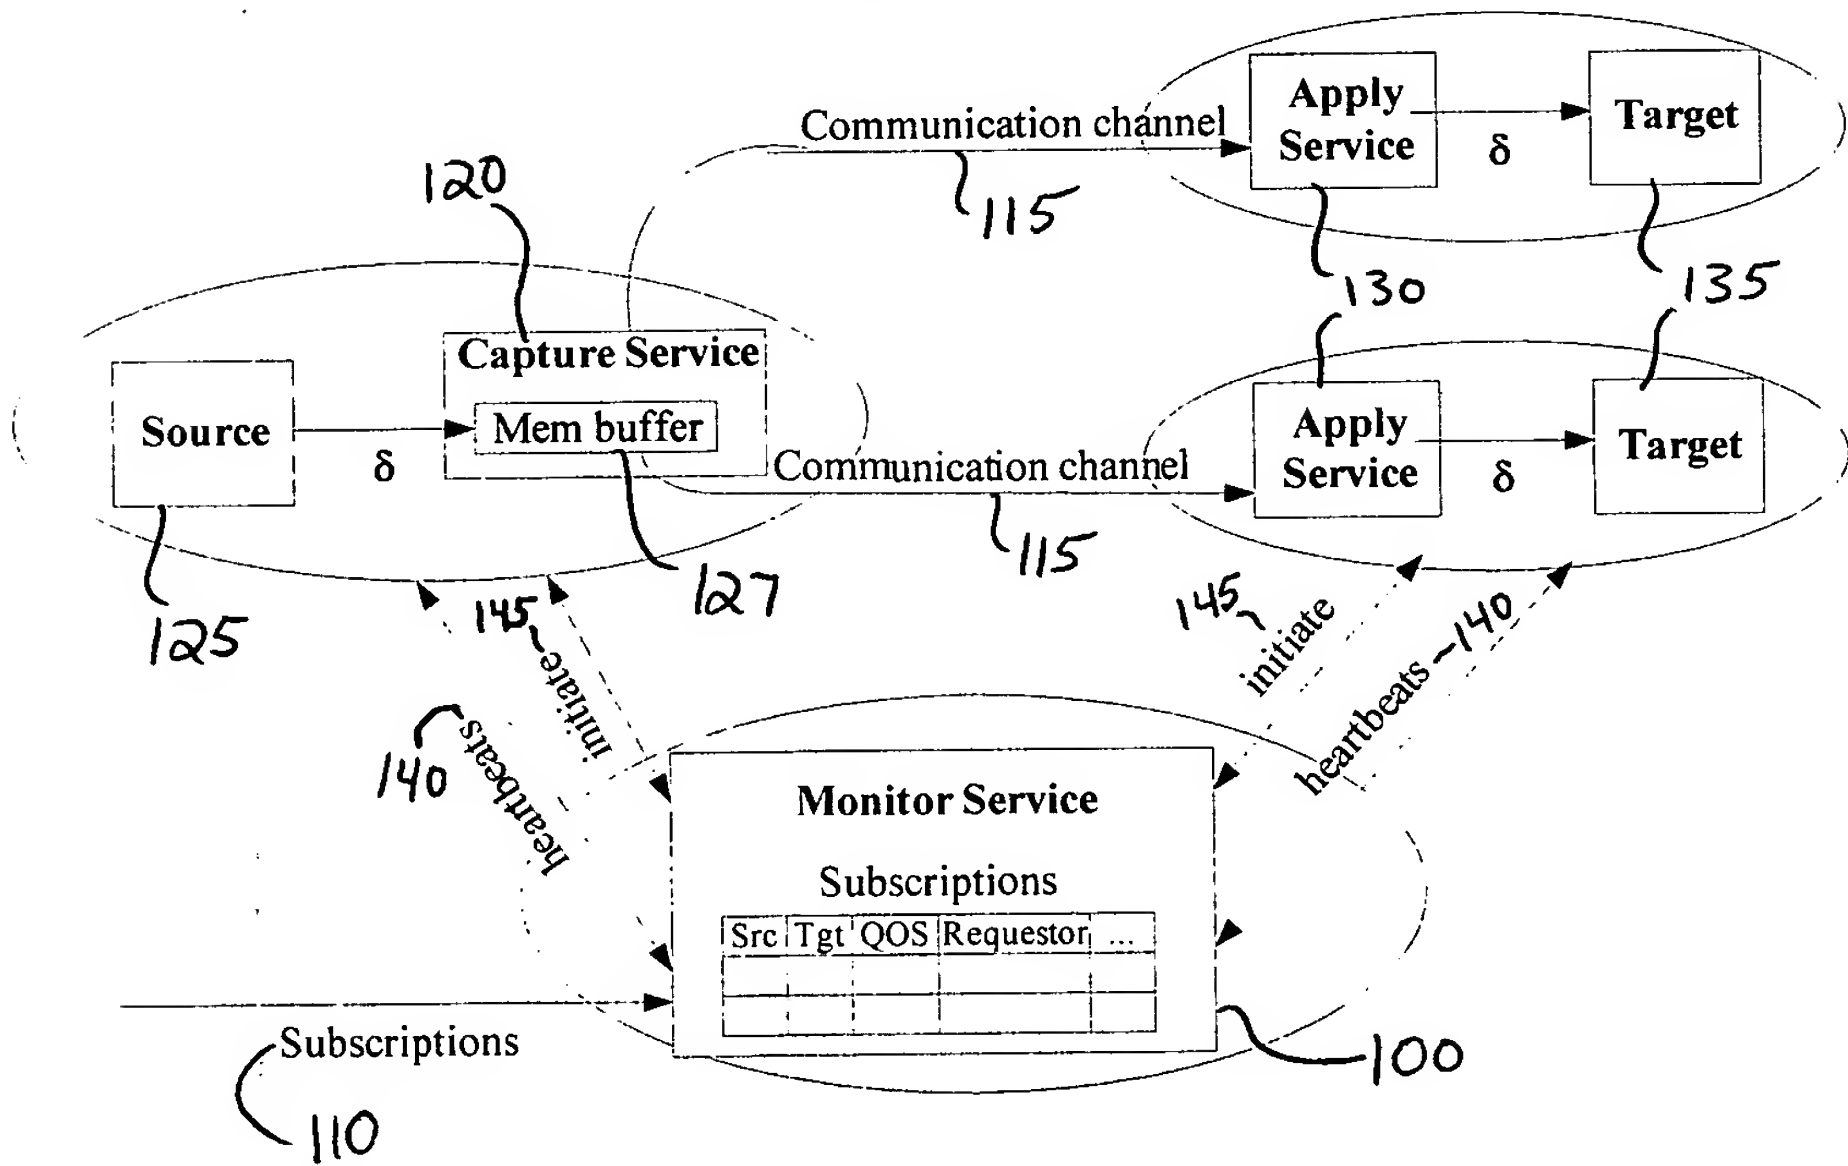 Communication channel
115
Apply
Service
δ
Target
130
135
120
Capture Service
Mem buffer
Source
δ
125
127
Communication channel
115
Apply
Service
δ
Target
145
initiate
140
heartbeats
145
initiate
heartbeats
140
Monitor Service
Subscriptions
Src Tgt QOS Requestor ...
100
Subscriptions
110